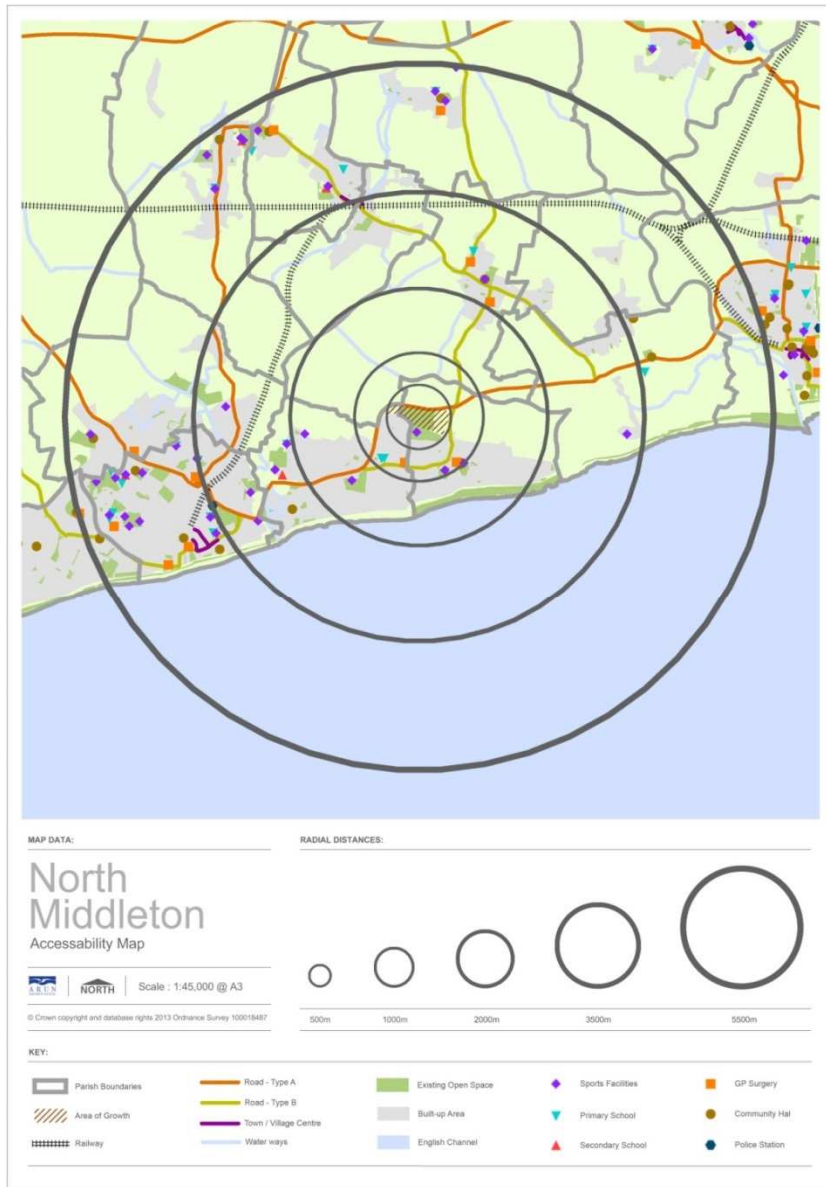 MAP DATA:
North
Middleton
Accessability Map
ARUN
NORTH
Scale : 1:45,000 @ A3
© Crown copyright and database rights 2013 Ordnance Survey 100018487
RADIAL DISTANCES:
500m
1000m
2000m
3500m
5500m
KEY:
Parish Boundaries
Area of Growth
Railway
Road - Type A
Road - Type B
Town / Village Centre
Water ways
Existing Open Space
Built-up Area
English Channel
Sports Facilities
Primary School
Secondary School
GP Surgery
Community Hal
Police Station